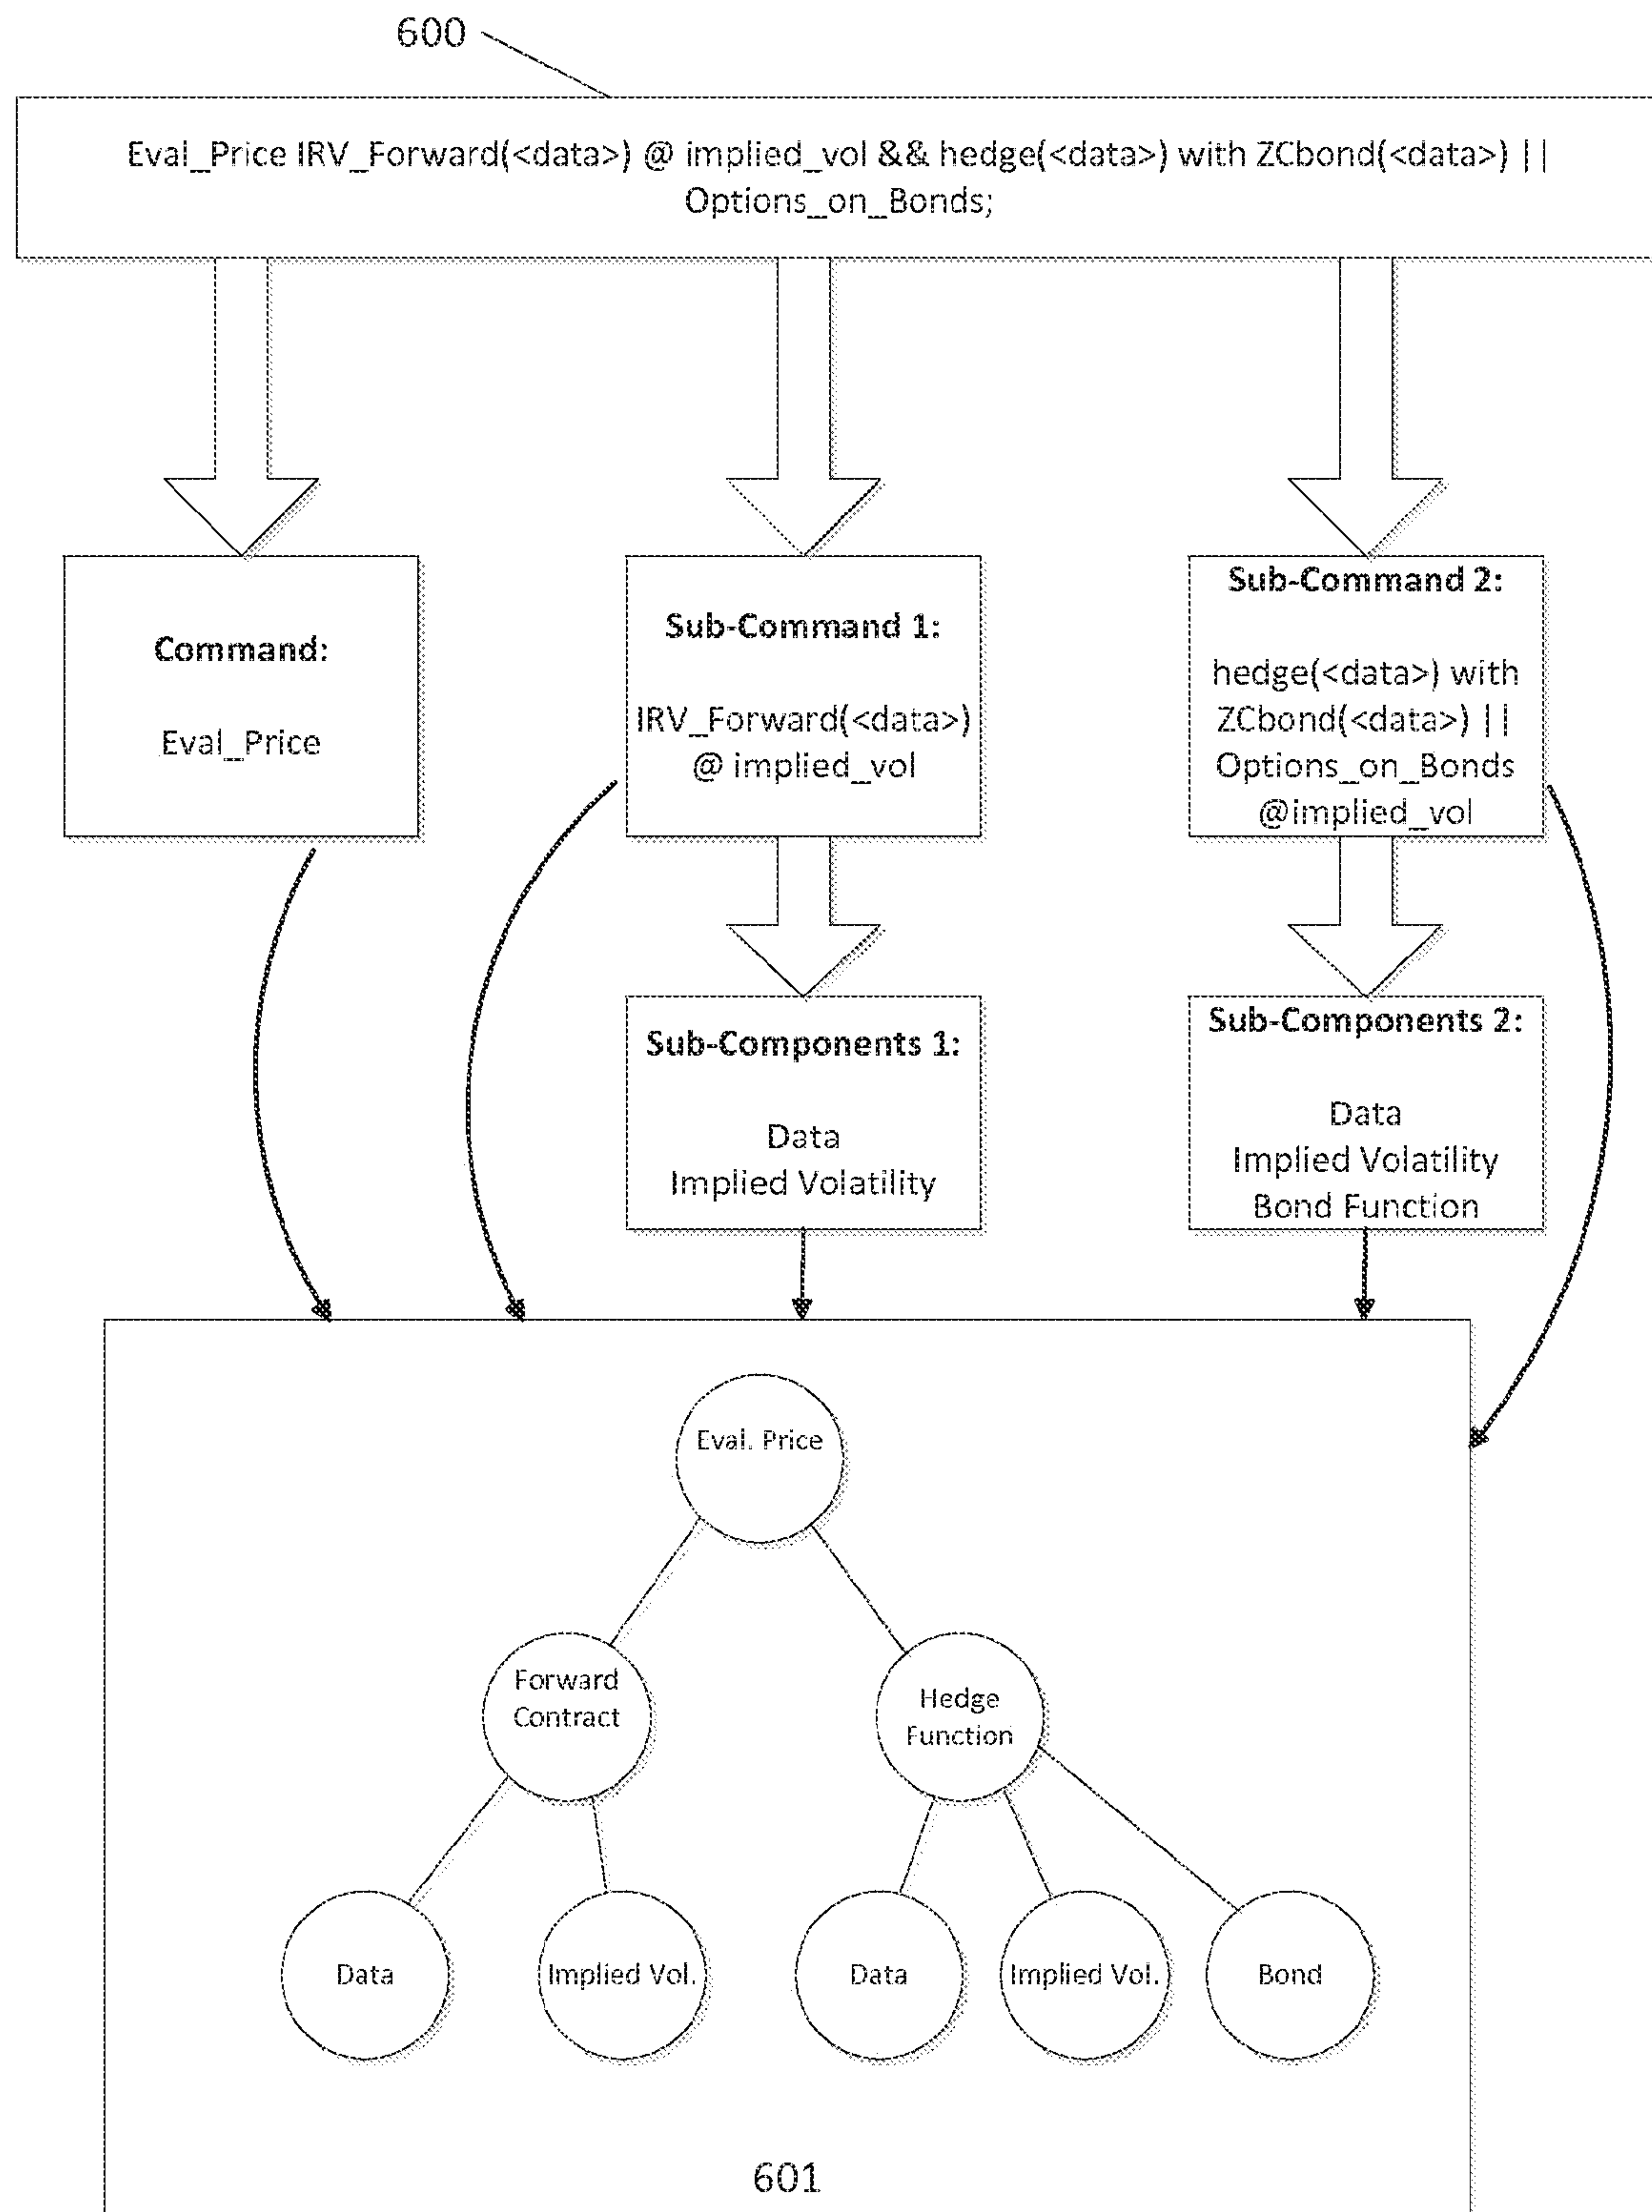 600
Eval_Price IRV_Forward(<data>) @ implied_vol && hedge(<data>) with ZCbond(<data>) ||
Options_on_Bonds;
Command:
Eval_Price
Sub-Command 1:
IRV_Forward(<data>)
@ implied_vol
Sub-Command 2:
hedge(<data>) with
ZCbond(<data>) ||
Options_on_Bonds
@implied_vol
Sub-Components 1:
Data
Implied Volatility
Sub-Components 2:
Data
Implied Volatility
Bond Function
Eval. Price
Forward
Contract
Hedge
Function
Data
Implied Vol.
Data
Implied Vol.
Bond
601